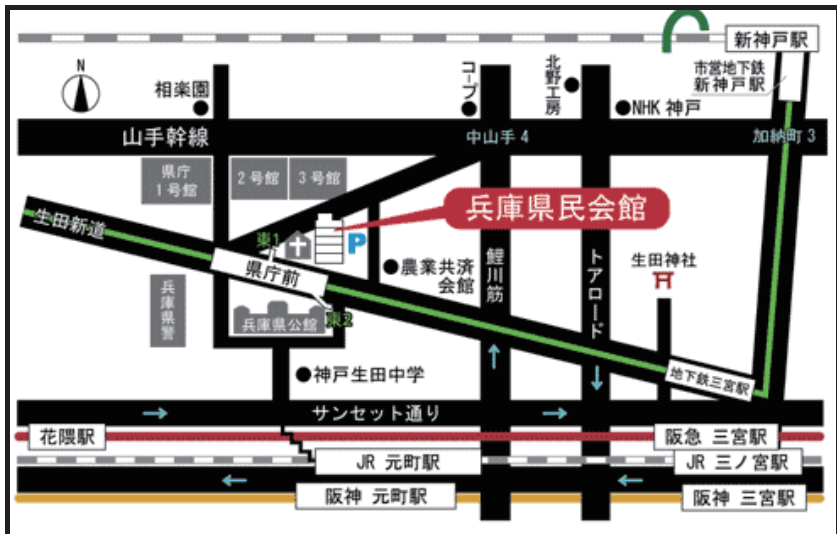 新神戸駅
N
相楽園
コープ
北野工房
NHK 神戸
市営地下鉄
新神戸駅
山手幹線
中山手4
加納町3
県庁
1号館
2号館
3号館
兵庫県民会館
生田新道
東1
P
県庁前
農業共済
会館
鯉川筋
トアロード
生田神社
兵庫県警
兵庫県公館
東2
神戸生田中学
地下鉄三宮駅
サンセット通り
花隈駅
阪急 三宮駅
JR 元町駅
JR 三ノ宮駅
阪神 元町駅
阪神 三宮駅